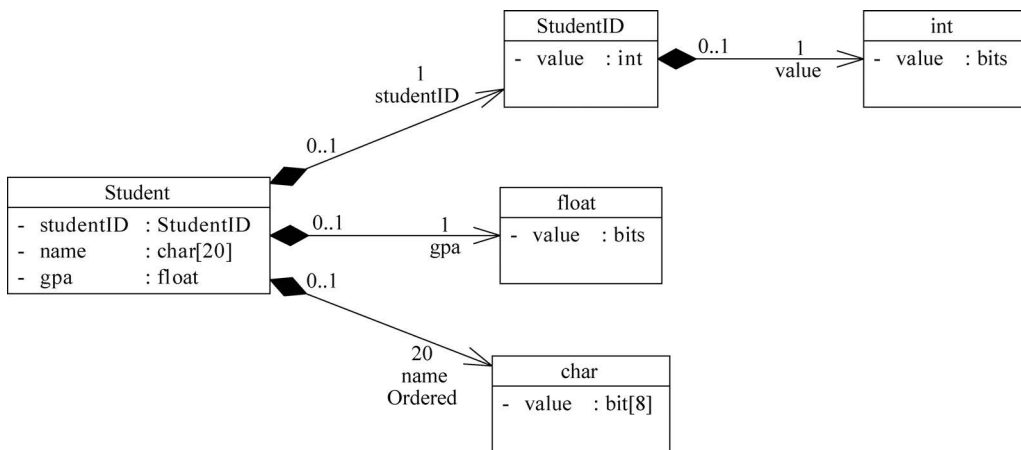 StudentID
- value : int
0..1
1
value
int
- value : bits
1
studentID
0..1
Student
- studentID : StudentID
- name : char[20]
- gpa : float
0..1
1
gpa
float
- value : bits
0..1
20
name
Ordered
char
- value : bit[8]